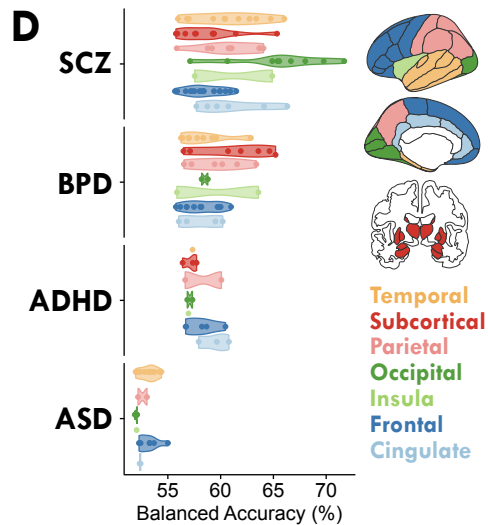 D
SCZ
BPD
ADHD
ASD
Temporal
Subcortical
Parietal
Occipital
Insula
Frontal
Cingulate
55 60 65 70
Balanced Accuracy (%)